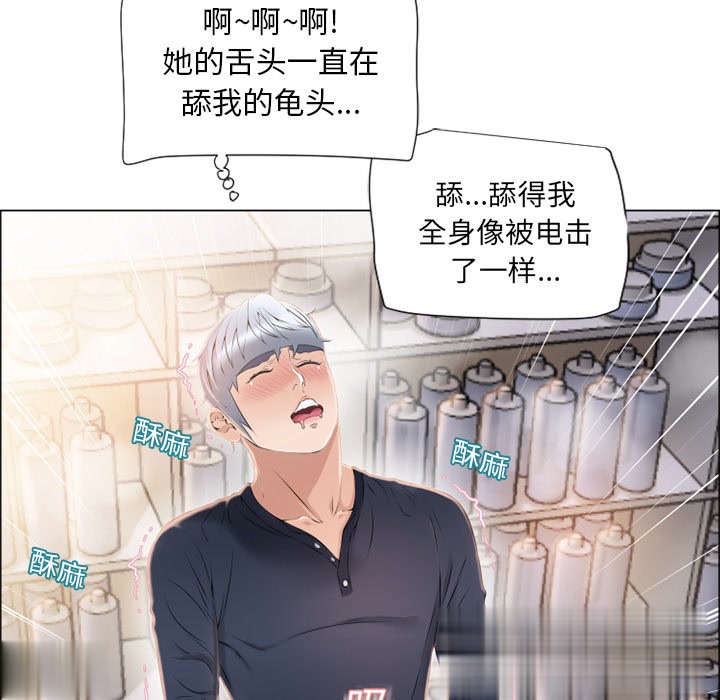 啊~啊~啊!
她的舌头一直在
舔我的龟头...
舔...舔得我
全身像被电击
了一样...
酥麻
酥麻
酥麻